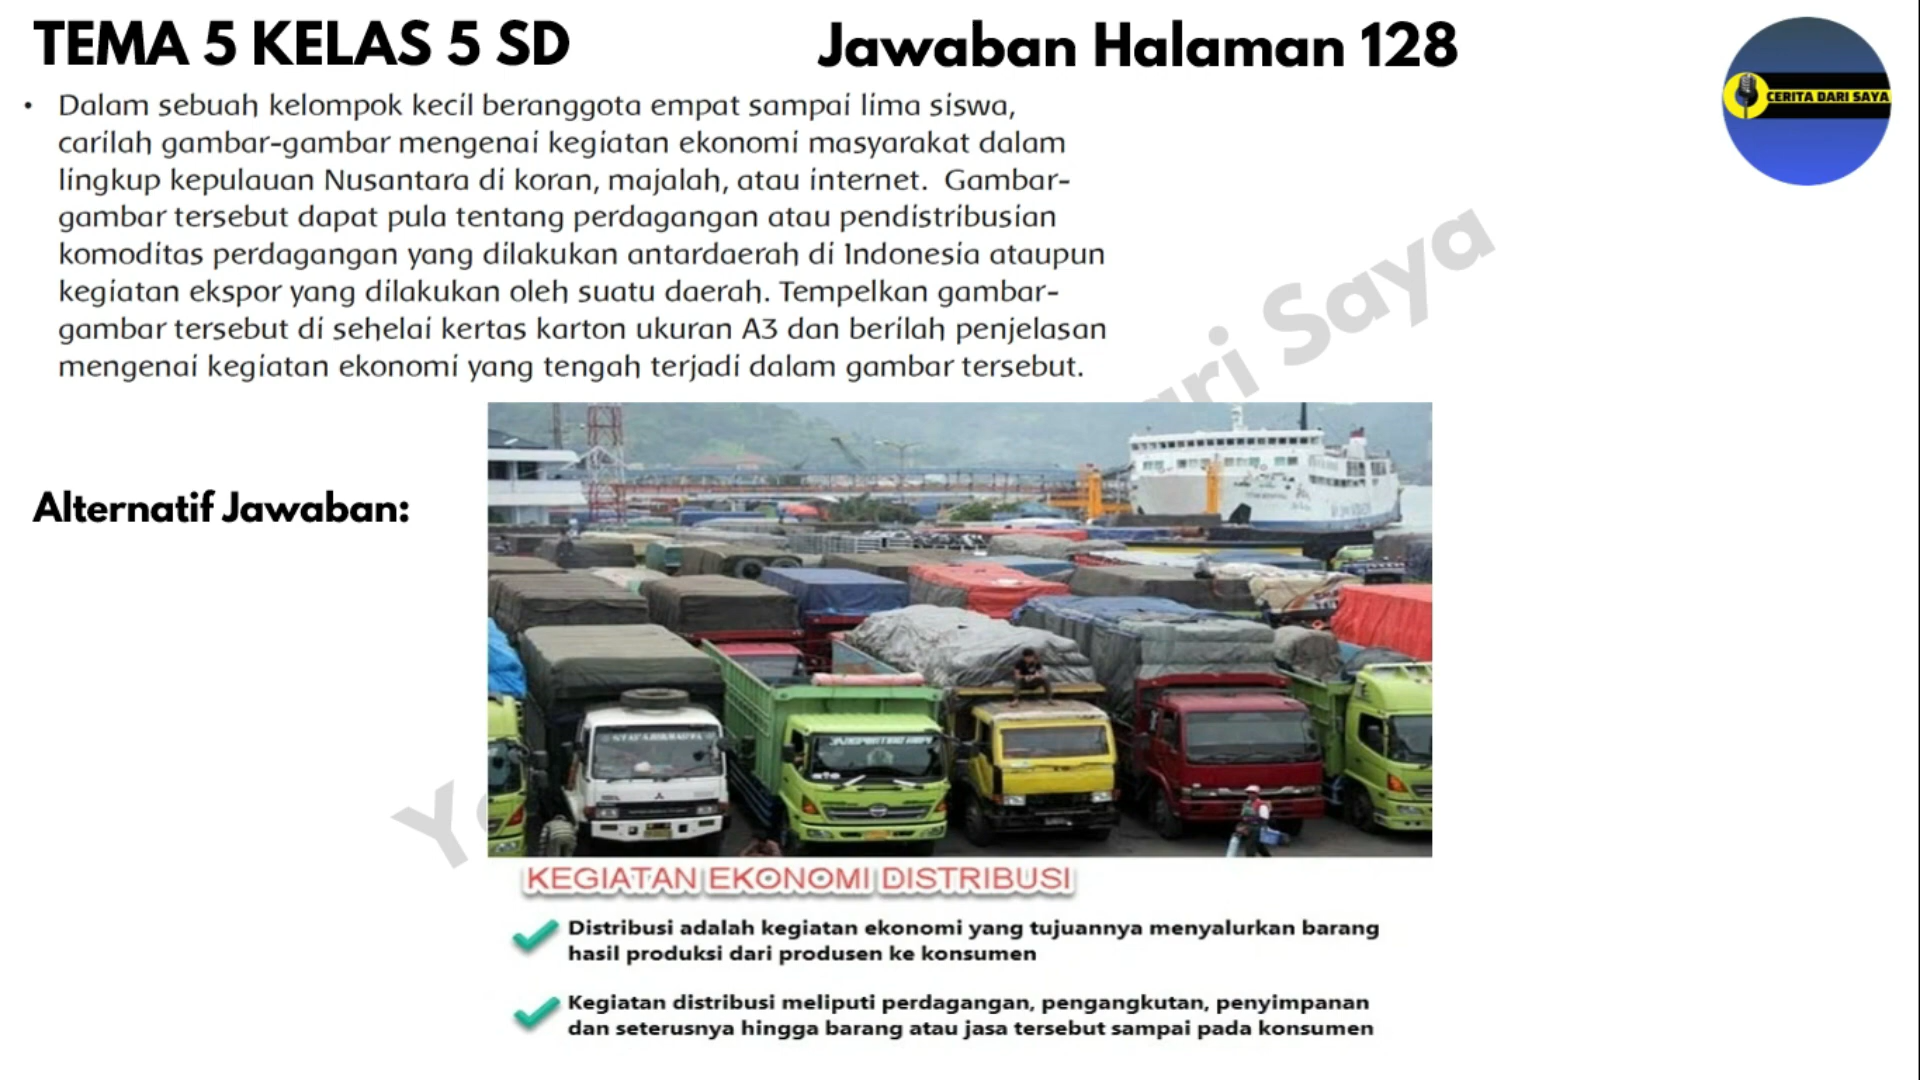 TEMA 5 KELAS 5 SD
Jawaban Halaman 128
CERITA DARI SAYA
• Dalam sebuah kelompok kecil beranggota empat sampai lima siswa,
carilah gambar-gambar mengenai kegiatan ekonomi masyarakat dalam
lingkup kepulauan Nusantara di koran, majalah, atau internet. Gambar-
gambar tersebut dapat pula tentang perdagangan atau pendistribusian
komoditas perdagangan yang dilakukan antardaerah di Indonesia ataupun
kegiatan ekspor yang dilakukan oleh suatu daerah. Tempelkan gambar-
gambar tersebut di sehelai kertas karton ukuran A3 dan berilah penjelasan
mengenai kegiatan ekonomi yang tengah terjadi dalam gambar tersebut.
Saya
Alternatif Jawaban:
KEGIATAN EKONOMI DISTRIBUSI
Distribusi adalah kegiatan ekonomi yang tujuannya menyalurkan barang
hasil produksi dari produsen ke konsumen
Kegiatan distribusi meliputi perdagangan, pengangkutan, penyimpanan
dan seterusnya hingga barang atau jasa tersebut sampai pada konsumen